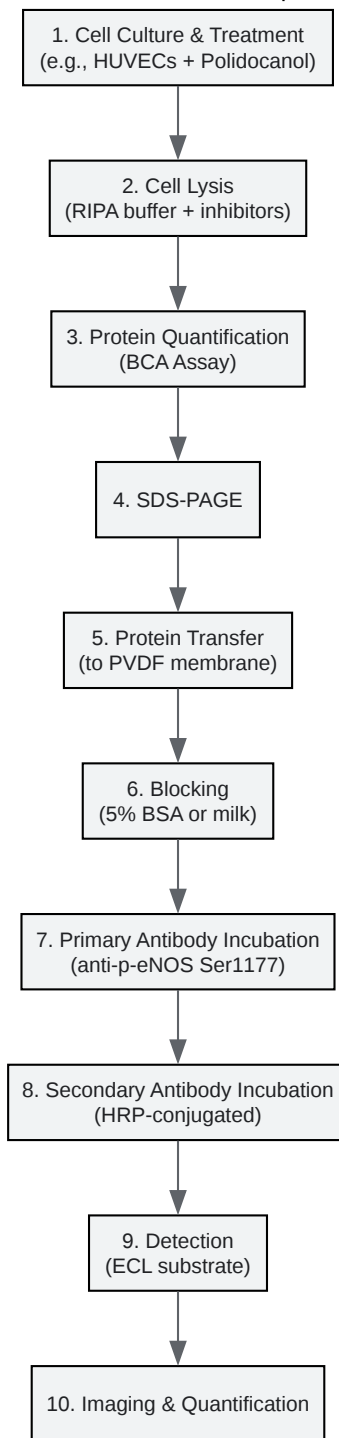 1. Cell Culture & Treatment
(e.g., HUVECs + Polidocanol)
2. Cell Lysis
(RIPA buffer + inhibitors)
3. Protein Quantification
(BCA Assay)
4. SDS-PAGE
5. Protein Transfer
(to PVDF membrane)
6. Blocking
(5% BSA or milk)
7. Primary Antibody Incubation
(anti-p-eNOS Ser1177)
8. Secondary Antibody Incubation
(HRP-conjugated)
9. Detection
(ECL substrate)
10. Imaging & Quantification